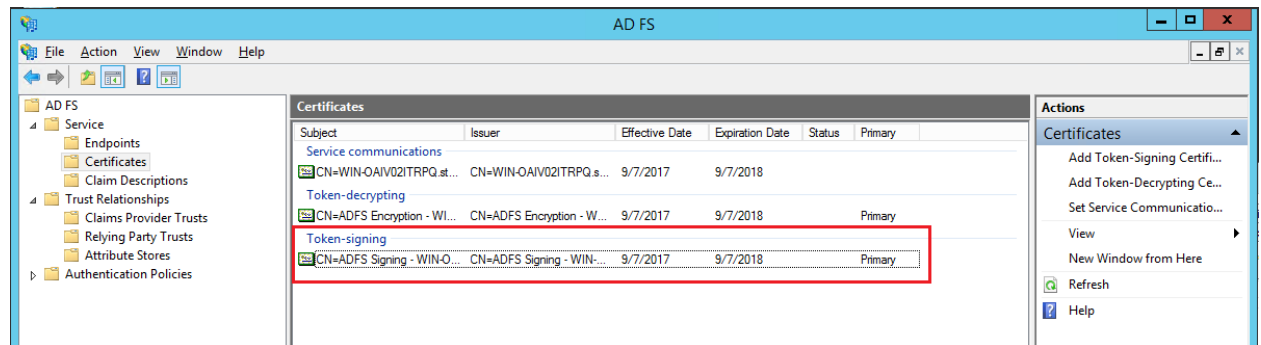 AD FS
File Action View Window Help
AD FS
Service
Endpoints
Certificates
Claim Descriptions
Trust Relationships
Claims Provider Trusts
Relying Party Trusts
Attribute Stores
Authentication Policies
Certificates
Subject Issuer Effective Date Expiration Date Status Primary
Service communications
CN=WIN-OAIV02ITRPQ.st... CN=WIN-OAIV02ITRPQ.s... 9/7/2017 9/7/2018
Token-decrypting
CN=ADFS Encryption - WI... CN=ADFS Encryption - W... 9/7/2017 9/7/2018 Primary
Token-signing
CN=ADFS Signing - WIN-O... CN=ADFS Signing - WIN-... 9/7/2017 9/7/2018 Primary
Actions
Certificates
Add Token-Signing Certifi...
Add Token-Decrypting Ce...
Set Service Communicatio...
View
New Window from Here
Refresh
Help